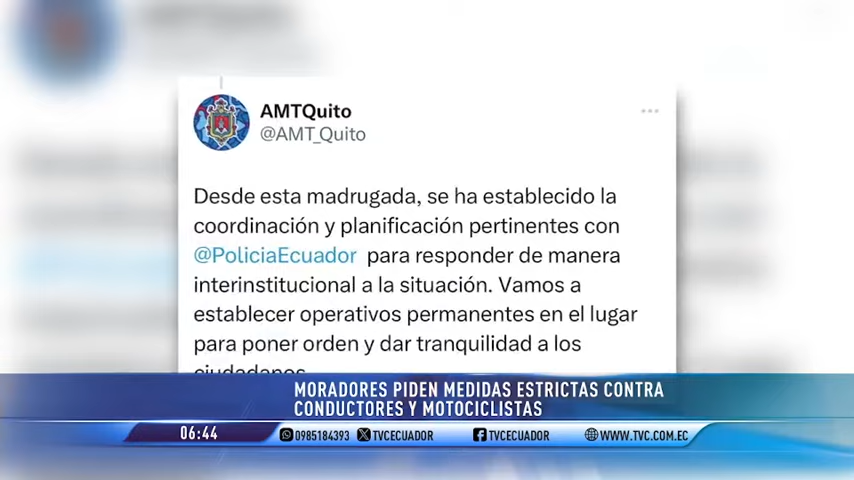 AMTQuito
@AMT_Quito
Desde esta madrugada, se ha establecido la
coordinación y planificación pertinentes con
@PoliciaEcuador para responder de manera
interinstitucional a la situación. Vamos a
establecer operativos permanentes en el lugar
para poner orden y dar tranquilidad a los
ciudadanos
MORADORES PIDEN MEDIDAS ESTRICTAS CONTRA
CONDUCTORES Y MOTOCICLISTAS
06:44
0985184393 TVCECUADOR TVCECUADOR WWW.TVC.COM.EC